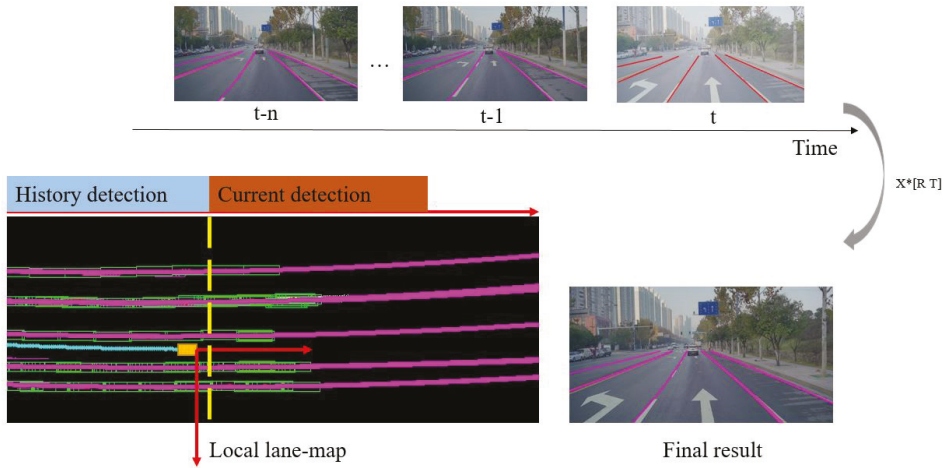 ...
t-n
t-1
t
Time
X*[R T]
History detection
Current detection
Local lane-map
Final result